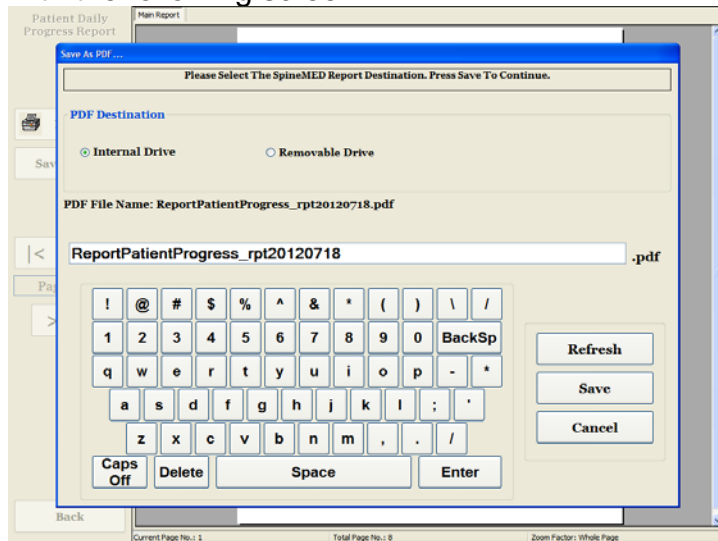 Patient Daily
Progress Report
Main Report
Save As PDF...
Please Select The SpineMED Report Destination. Press Save To Continue.
PDF Destination
Internal Drive
Removable Drive
PDF File Name: ReportPatientProgress_rpt20120718.pdf
ReportPatientProgress_rpt20120718 .pdf
! @ # $ % ^ & * ( ) \ /
1 2 3 4 5 6 7 8 9 0 BackSp
q w e r t y u i o p - *
a s d f g h j k l ; '
z x c v b n m , . /
Caps Off Delete Space Enter
Refresh
Save
Cancel
Sav
|<
Pag
>
Back
Current Page No.: 1 Total Page No.: 8 Zoom Factor: Whole Page